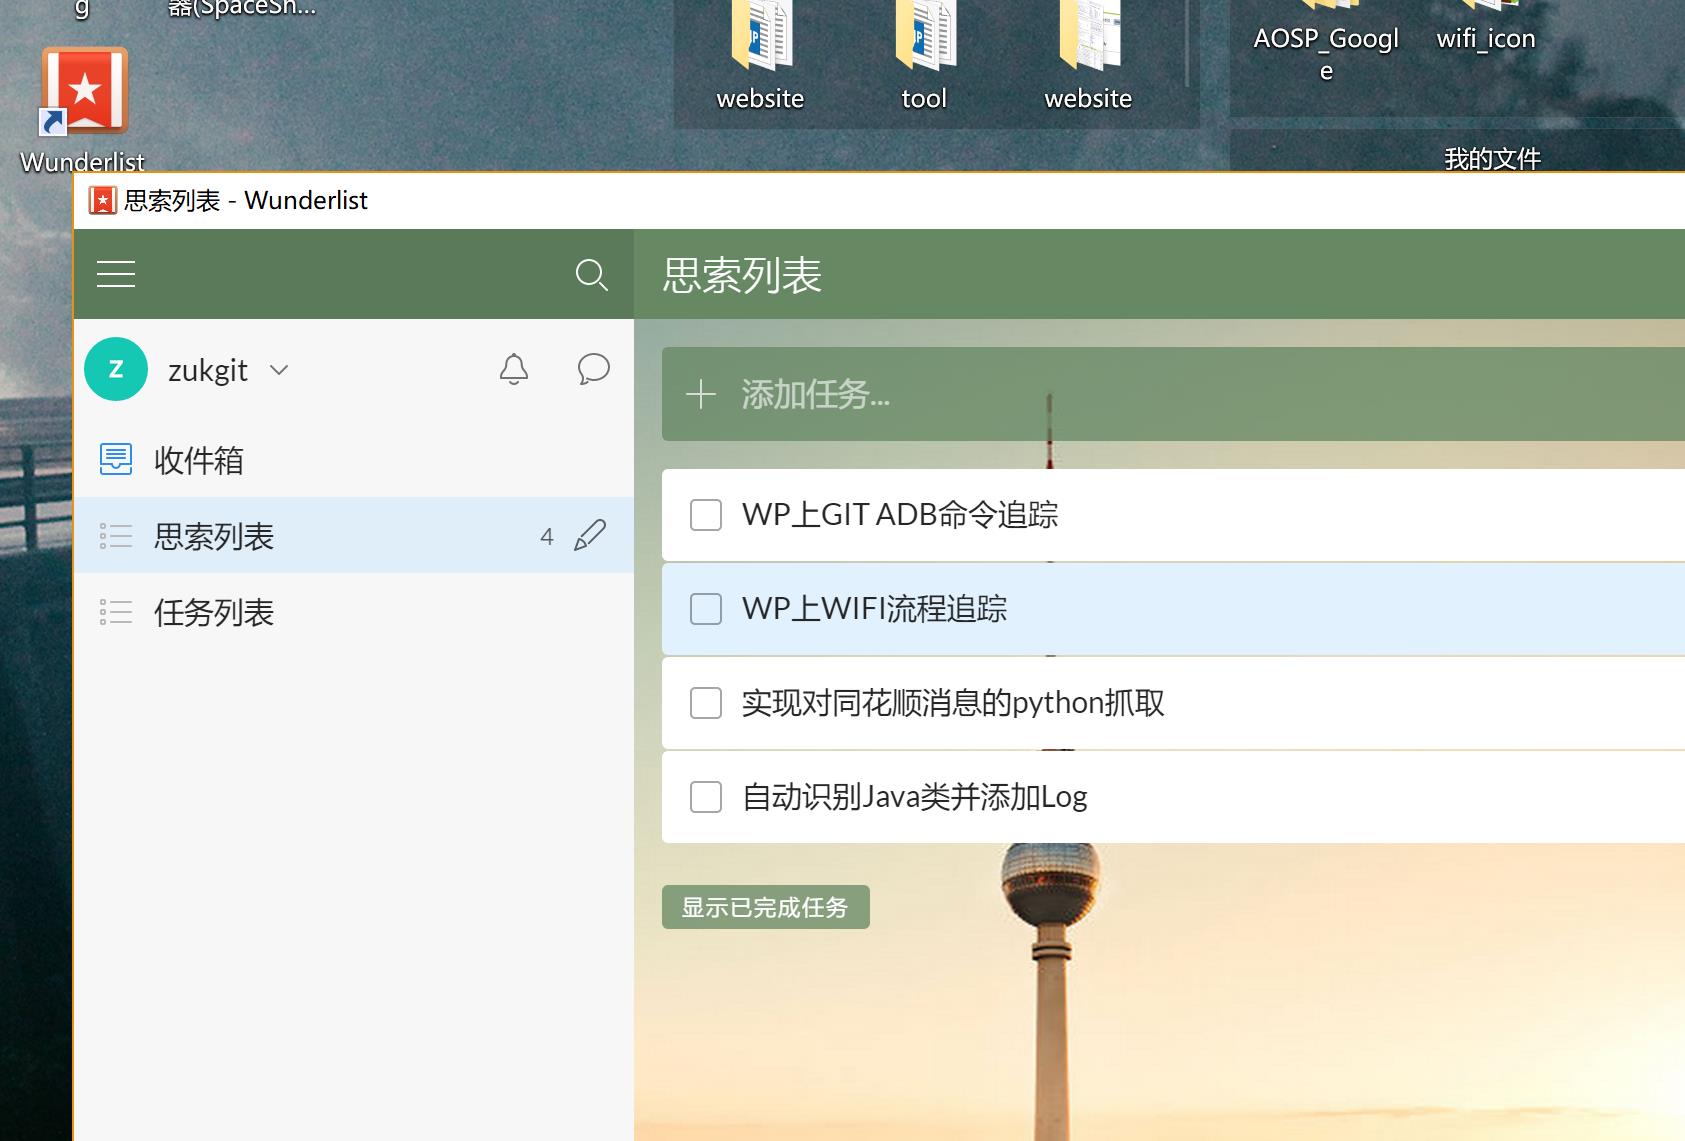 g
器(SpaceSh...
website
tool
website
AOSP_Googl
e
wifi_icon
Wunderlist
我的文件
思索列表 - Wunderlist
思索列表
z
zukgit
添加任务...
收件箱
思索列表
4
任务列表
WP上GIT ADB命令追踪
WP上WIFI流程追踪
实现对同花顺消息的python抓取
自动识别Java类并添加Log
显示已完成任务